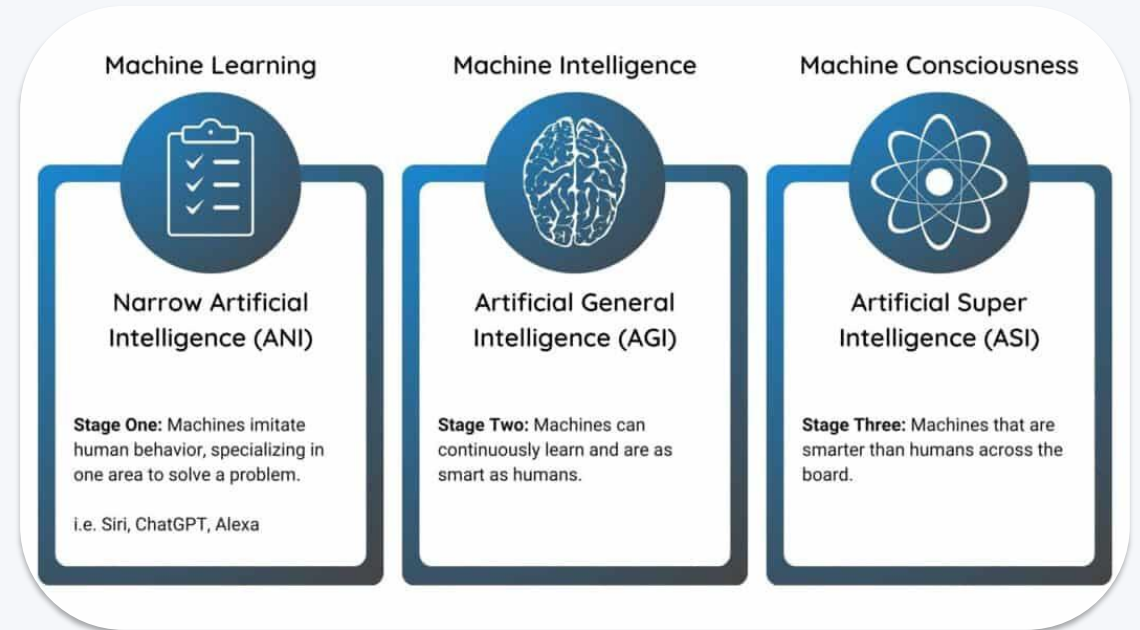 Machine Learning
Narrow Artificial
Intelligence (ANI)
Stage One: Machines imitate
human behavior, specializing in
one area to solve a problem.
i.e. Siri, ChatGPT, Alexa
Machine Intelligence
Artificial General
Intelligence (AGI)
Stage Two: Machines can
continuously learn and are as
smart as humans.
Machine Consciousness
Artificial Super
Intelligence (ASI)
Stage Three: Machines that are
smarter than humans across the
board.